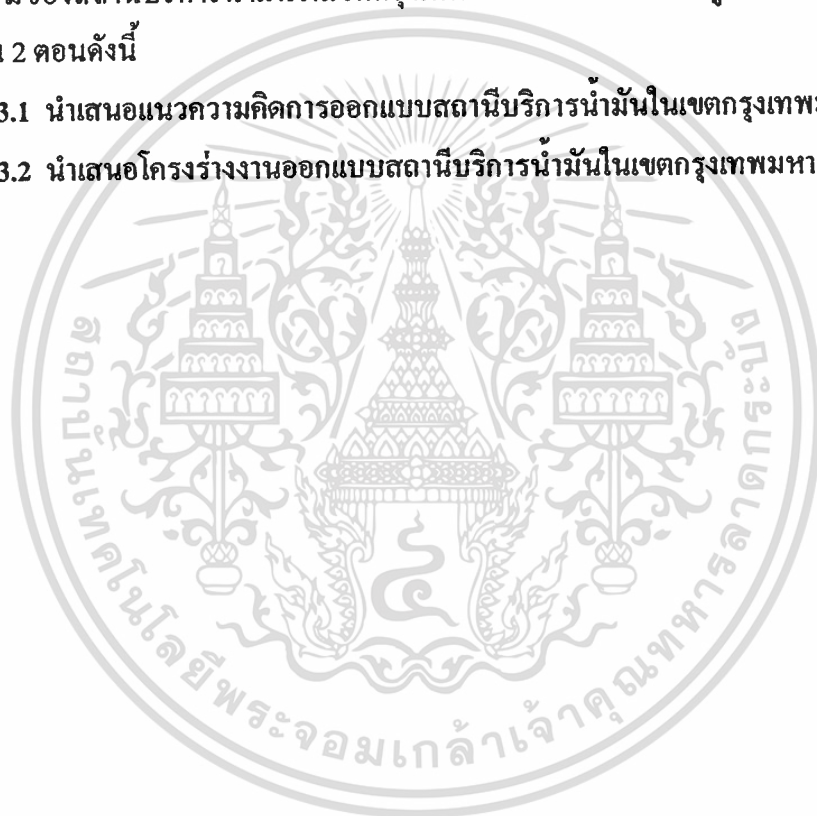 น 2 ตอนดังนี้
3.1 นำเสนอแนวความคิดการออกแบบสถานีบริการน้ำมันในเขตกรุงเทพม
3.2 นำเสนอโครงร่างงานออกแบบสถานีบริการน้ำมันในเขตกรุงเทพมหา
สถาบันเทคโนโลยีพระจอมเกล้าเจ้าคุณทหารลาดกระบัง